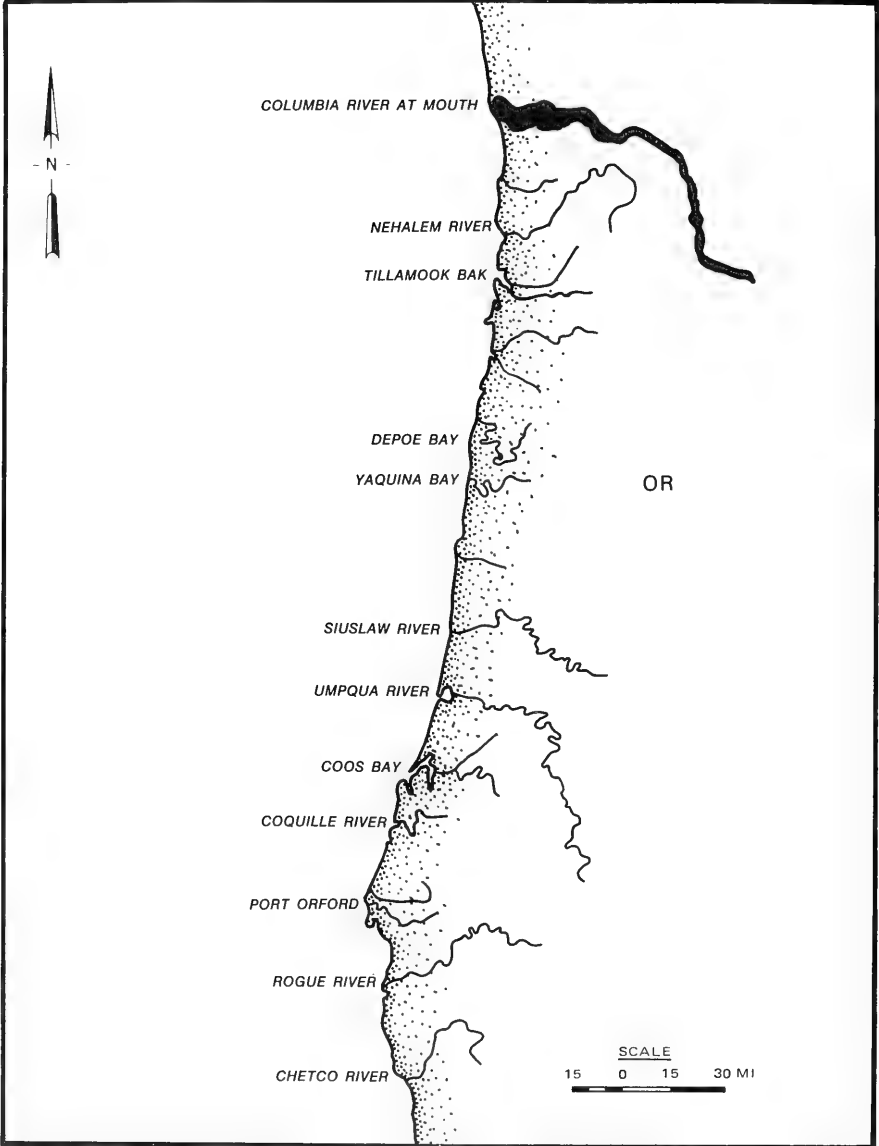 COLUMBIA RIVER AT MOUTH
- N -
NEHALEM RIVER
TILLAMOOK BAK
DEPOE BAY
YAQUINA BAY
OR
SIUSLAW RIVER
UMPQUA RIVER
COOS BAY
COQUILLE RIVER
PORT ORFORD
ROGUE RIVER
CHETCO RIVER
SCALE
15 0 15 30 MI